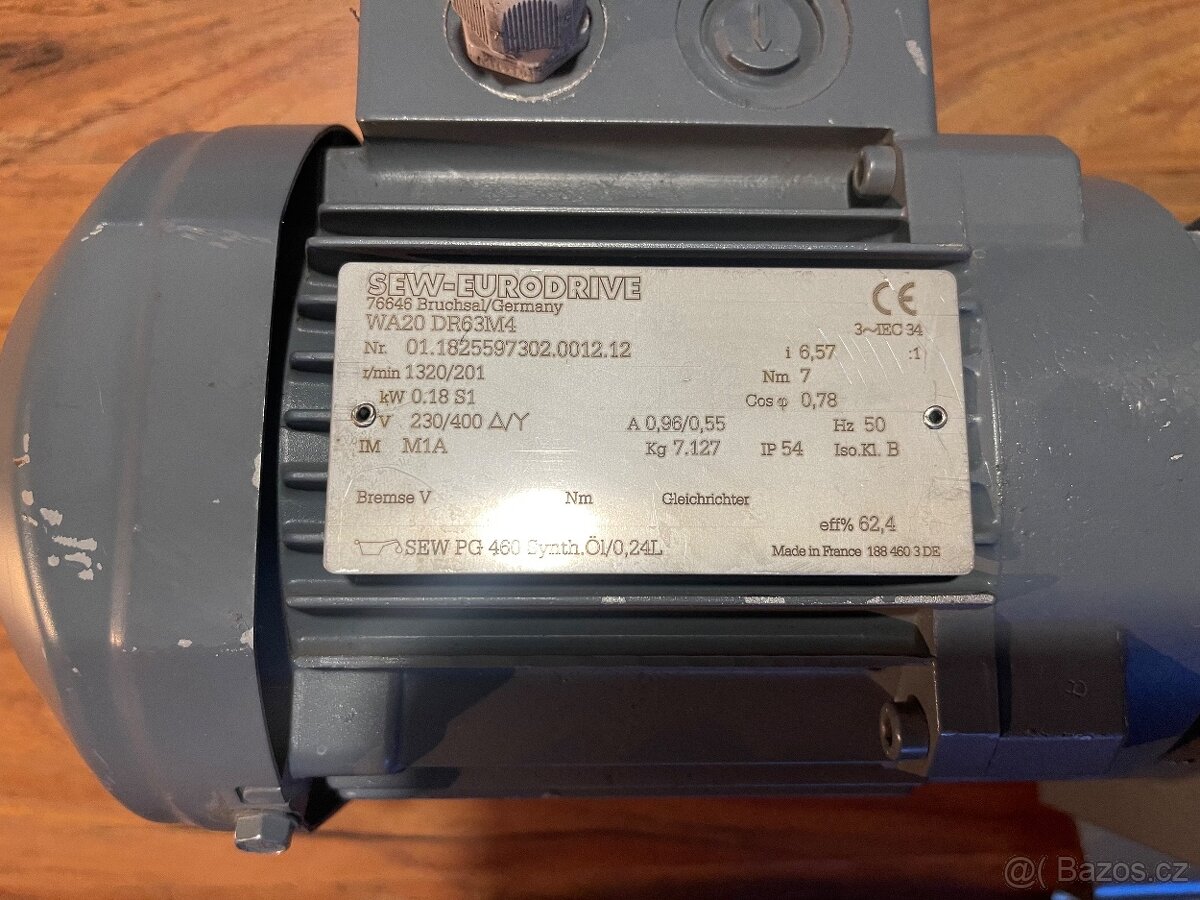 SEW-EURODRIVE
76646 Bruchsal/Germany
WA20 DR63M4
CE
3~IEC 34
Nr. 01.1825597302.0012.12 i 6,57 :1
r/min 1320/201 Nm 7
kW 0.18 S1 Cos φ 0,78
V 230/400 △/Y A 0,96/0,55 Hz 50
IM M1A Kg 7.127 IP 54 Iso.Kl. B
Bremse V Nm Gleichrichter
eff% 62,4
SEW PG 460 Synth.Öl/0,24L Made in France 188 460 3 DE
@( Bazos.cz